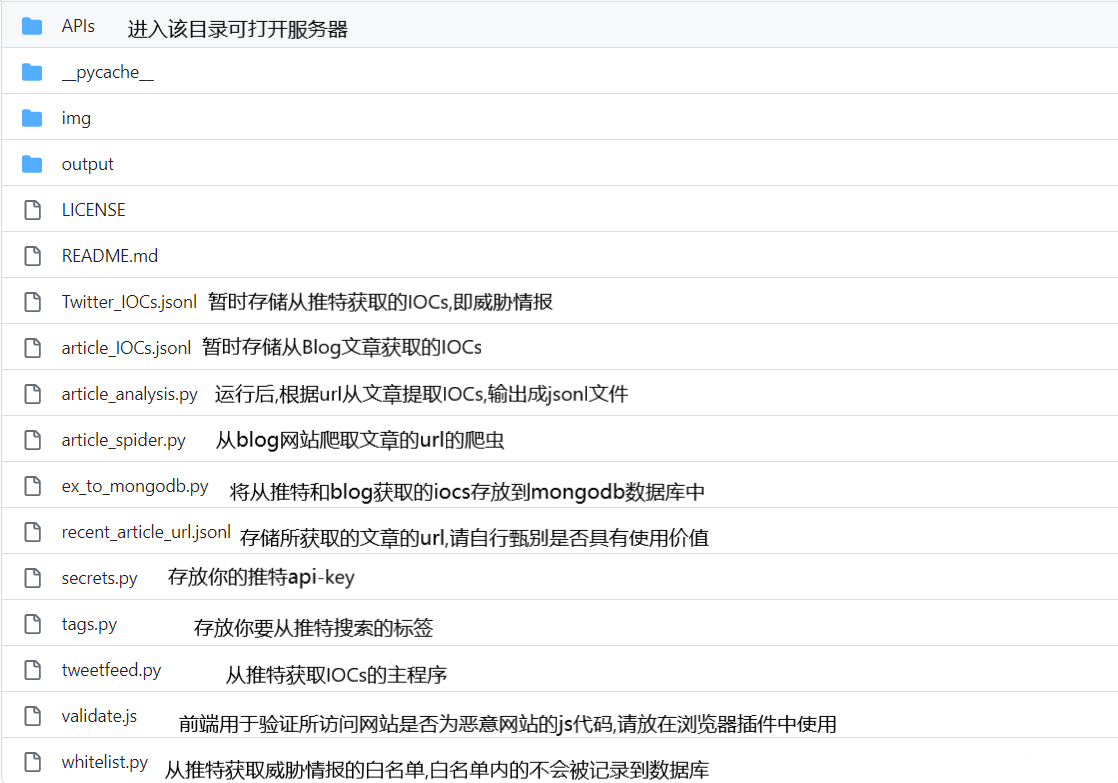 APIs 进入该目录可打开服务器
__pycache__
img
output
LICENSE
README.md
Twitter_IOCs.jsonl 暂时存储从推特获取的IOCs,即威胁情报
article_IOCs.jsonl 暂时存储从Blog文章获取的IOCs
article_analysis.py 运行后,根据url从文章提取IOCs,输出成jsonl文件
article_spider.py 从blog网站爬取文章的url的爬虫
ex_to_mongodb.py 将从推特和blog获取的iocs存放到mongodb数据库中
recent_article_url.jsonl 存储所获取的文章的url,请自行甄别是否具有使用价值
secrets.py 存放你的推特api-key
tags.py 存放你要从推特搜索的标签
tweetfeed.py 从推特获取IOCs的主程序
validate.js 前端用于验证所访问网站是否为恶意网站的js代码,请放在浏览器插件中使用
whitelist.py 从推特获取威胁情报的白名单,白名单内的不会被记录到数据库